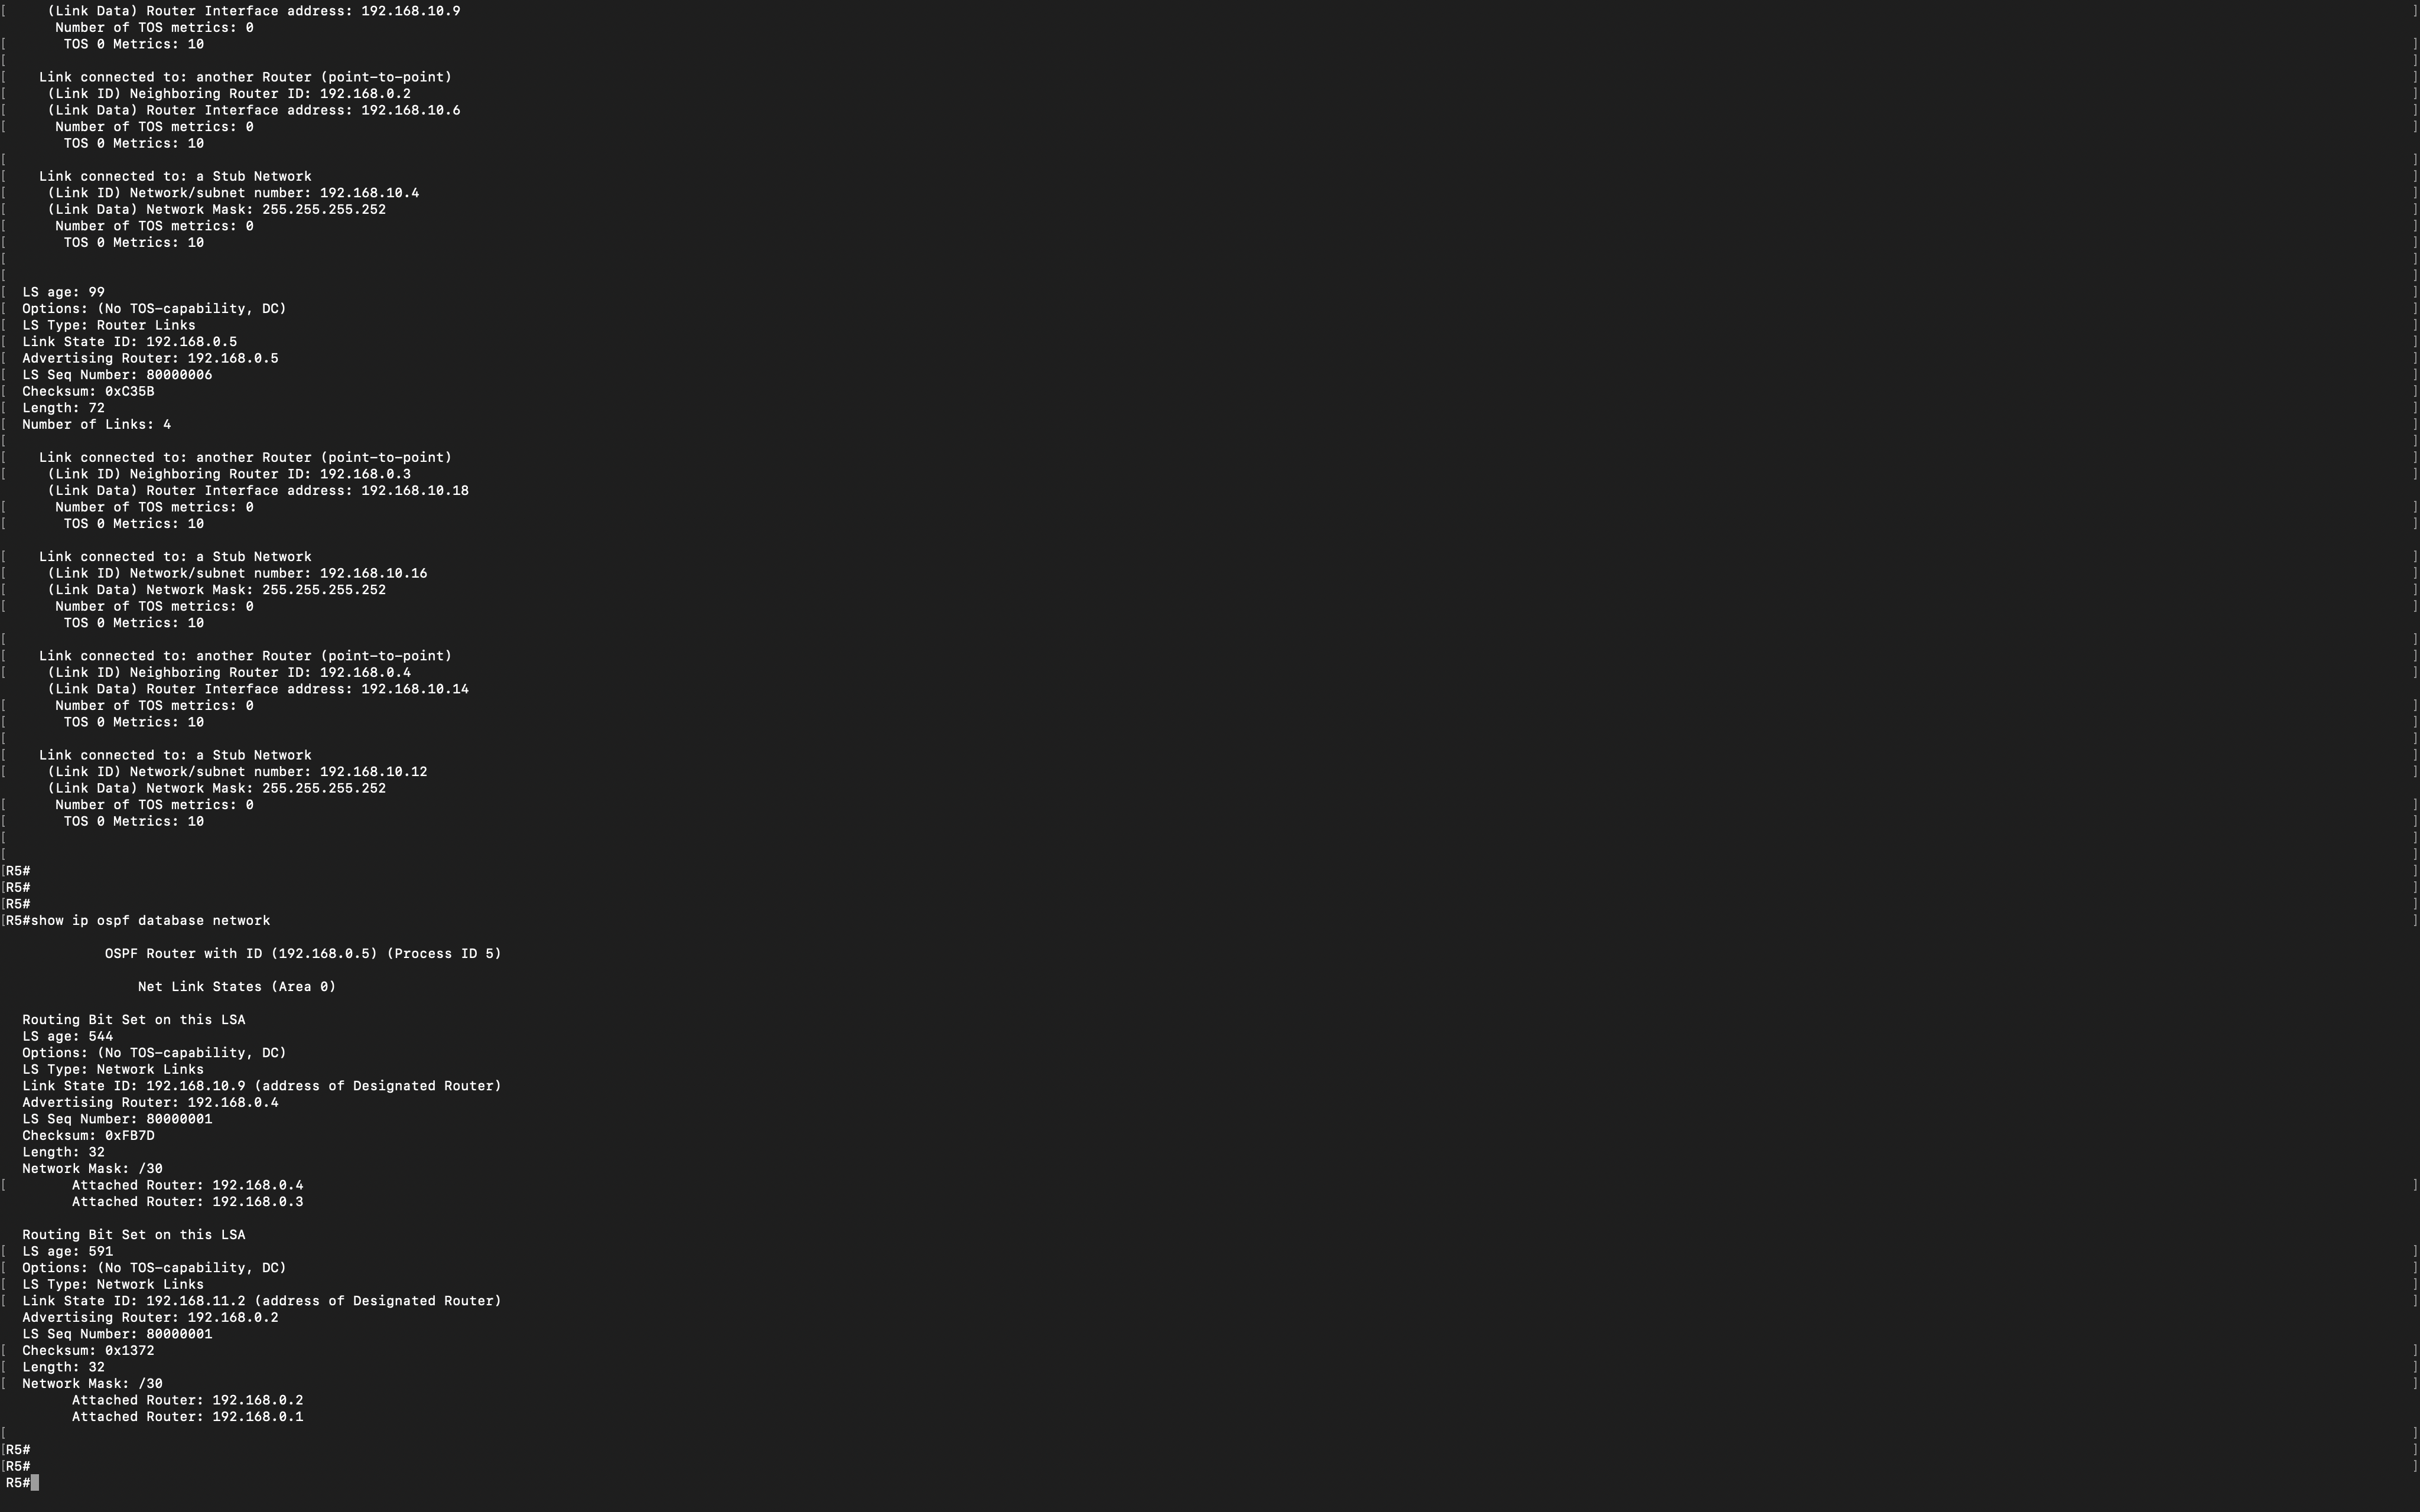 (Link Data) Router Interface address: 192.168.10.9
Number of TOS metrics: 0
TOS 0 Metrics: 10
Link connected to: another Router (point-to-point)
(Link ID) Neighboring Router ID: 192.168.0.2
(Link Data) Router Interface address: 192.168.10.6
Number of TOS metrics: 0
TOS 0 Metrics: 10
Link connected to: a Stub Network
(Link ID) Network/subnet number: 192.168.10.4
(Link Data) Network Mask: 255.255.255.252
Number of TOS metrics: 0
TOS 0 Metrics: 10
LS age: 99
Options: (No TOS-capability, DC)
LS Type: Router Links
Link State ID: 192.168.0.5
Advertising Router: 192.168.0.5
LS Seq Number: 80000006
Checksum: 0xC35B
Length: 72
Number of Links: 4
Link connected to: another Router (point-to-point)
(Link ID) Neighboring Router ID: 192.168.0.3
(Link Data) Router Interface address: 192.168.10.18
Number of TOS metrics: 0
TOS 0 Metrics: 10
Link connected to: a Stub Network
(Link ID) Network/subnet number: 192.168.10.16
(Link Data) Network Mask: 255.255.255.252
Number of TOS metrics: 0
TOS 0 Metrics: 10
Link connected to: another Router (point-to-point)
(Link ID) Neighboring Router ID: 192.168.0.4
(Link Data) Router Interface address: 192.168.10.14
Number of TOS metrics: 0
TOS 0 Metrics: 10
Link connected to: a Stub Network
(Link ID) Network/subnet number: 192.168.10.12
(Link Data) Network Mask: 255.255.255.252
Number of TOS metrics: 0
TOS 0 Metrics: 10
R5#
R5#
R5#
R5#show ip ospf database network
OSPF Router with ID (192.168.0.5) (Process ID 5)
Net Link States (Area 0)
Routing Bit Set on this LSA
LS age: 544
Options: (No TOS-capability, DC)
LS Type: Network Links
Link State ID: 192.168.10.9 (address of Designated Router)
Advertising Router: 192.168.0.4
LS Seq Number: 80000001
Checksum: 0xFB7D
Length: 32
Network Mask: /30
Attached Router: 192.168.0.4
Attached Router: 192.168.0.3
Routing Bit Set on this LSA
LS age: 591
Options: (No TOS-capability, DC)
LS Type: Network Links
Link State ID: 192.168.11.2 (address of Designated Router)
Advertising Router: 192.168.0.2
LS Seq Number: 80000001
Checksum: 0x1372
Length: 32
Network Mask: /30
Attached Router: 192.168.0.2
Attached Router: 192.168.0.1
R5#
R5#
R5#